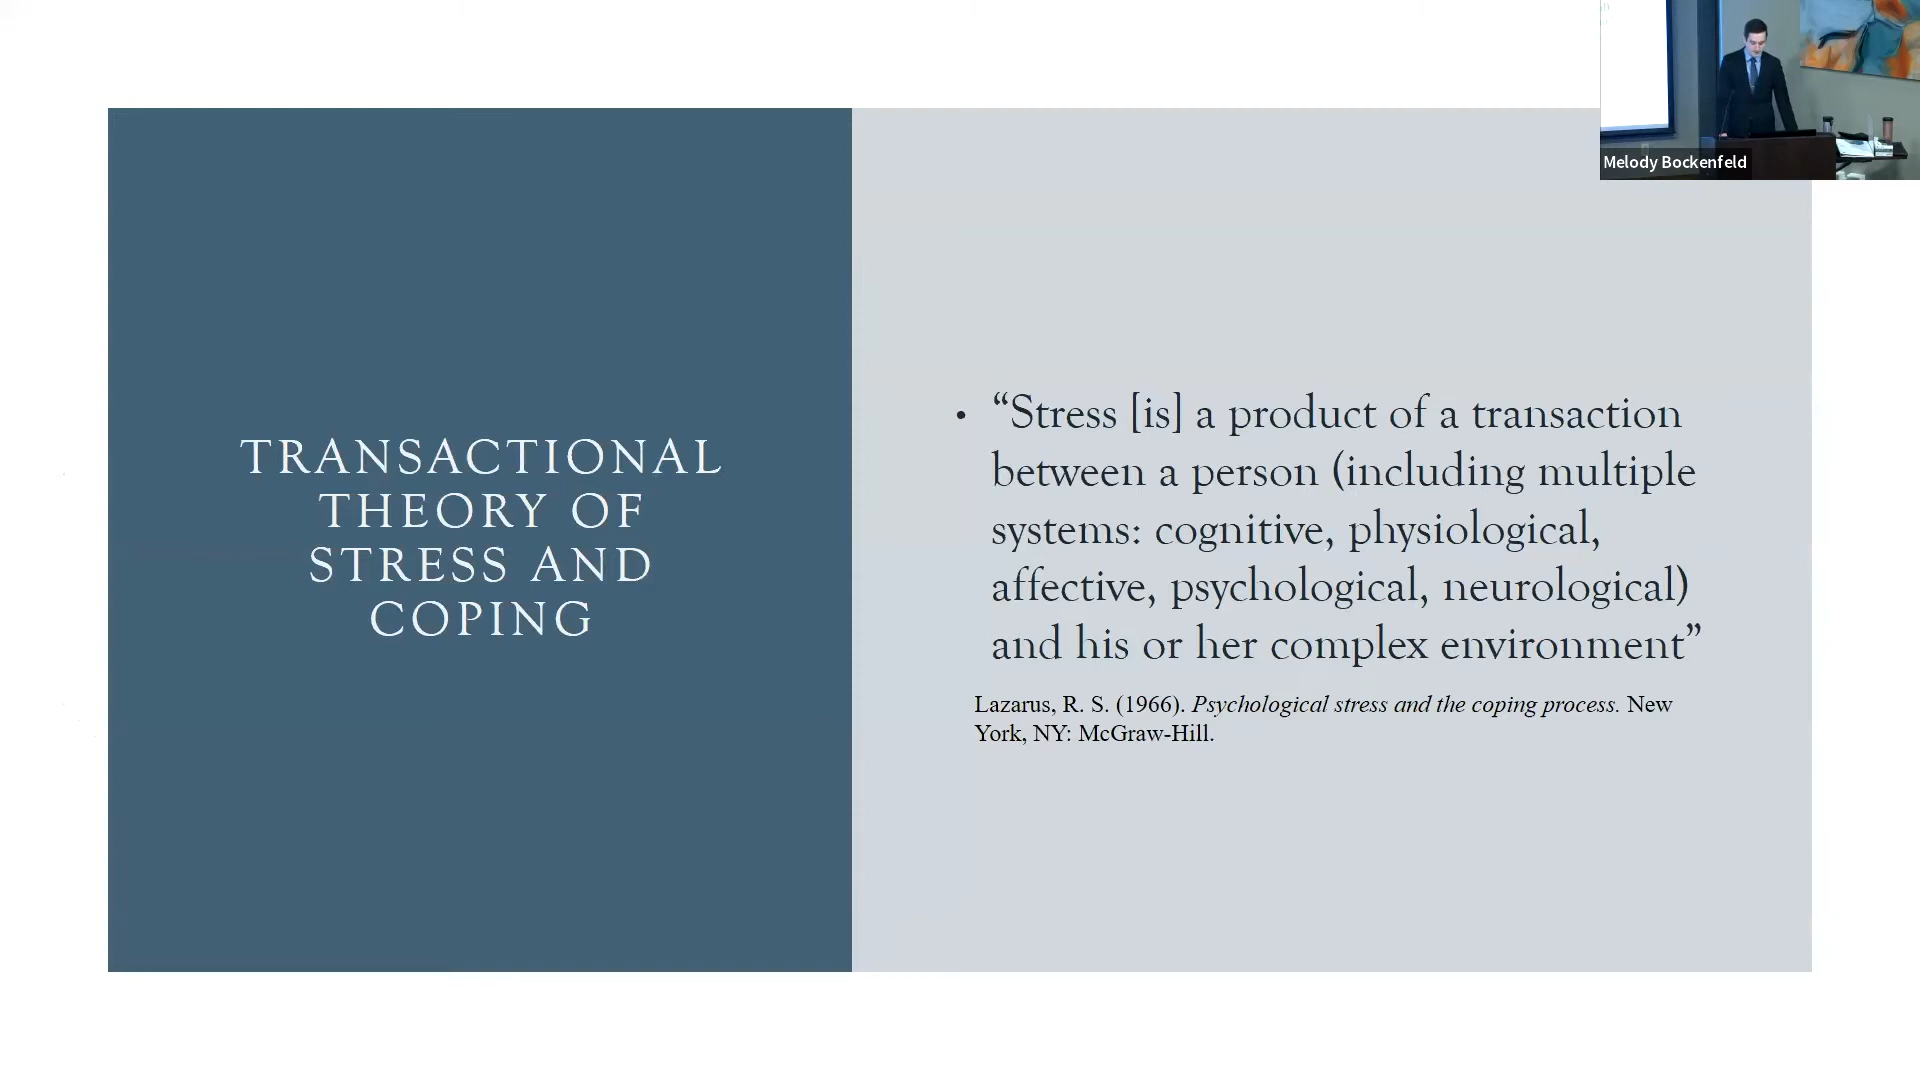 Melody Bockenfeld
TRANSACTIONAL
THEORY OF
STRESS AND
COPING
• “Stress [is] a product of a transaction
between a person (including multiple
systems: cognitive, physiological,
affective, psychological, neurological)
and his or her complex environment”
Lazarus, R. S. (1966). Psychological stress and the coping process. New
York, NY: McGraw-Hill.